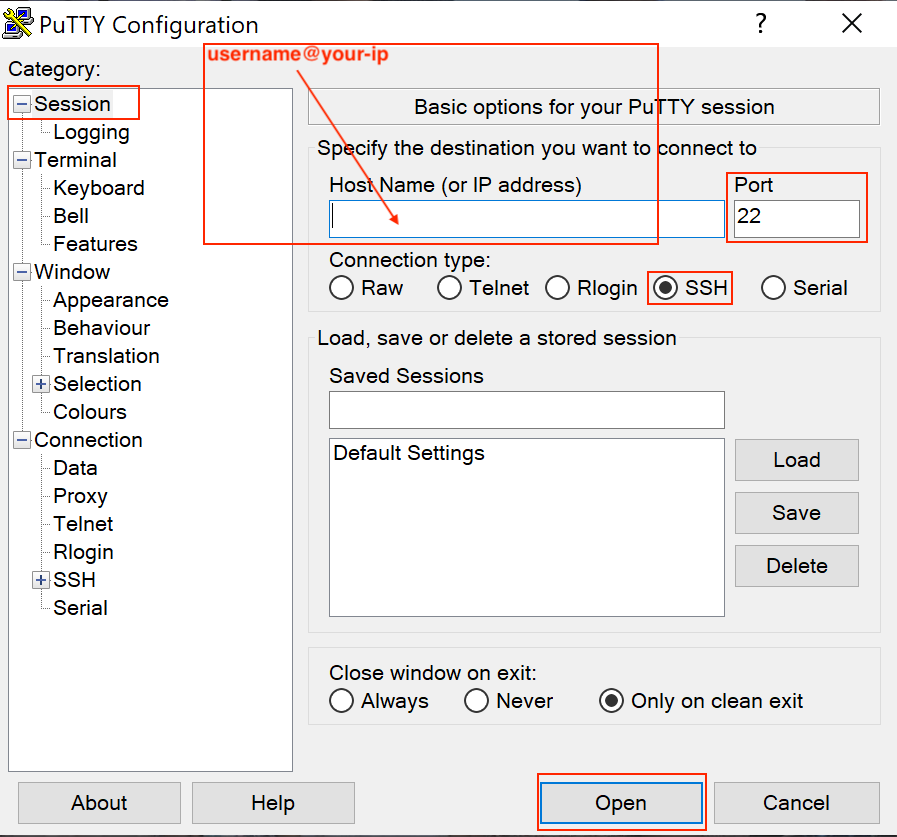 PuTTY Configuration
?
username@your-ip
Category:
Session
Logging
Terminal
Keyboard
Bell
Features
Window
Appearance
Behaviour
Translation
Selection
Colours
Connection
Data
Proxy
Telnet
Rlogin
SSH
Serial
Basic options for your PuTTY session
Specify the destination you want to connect to
Host Name (or IP address) Port
22
Connection type:
Raw Telnet Rlogin SSH Serial
Load, save or delete a stored session
Saved Sessions
Default Settings
Load
Save
Delete
Close window on exit:
Always Never Only on clean exit
About Help Open Cancel